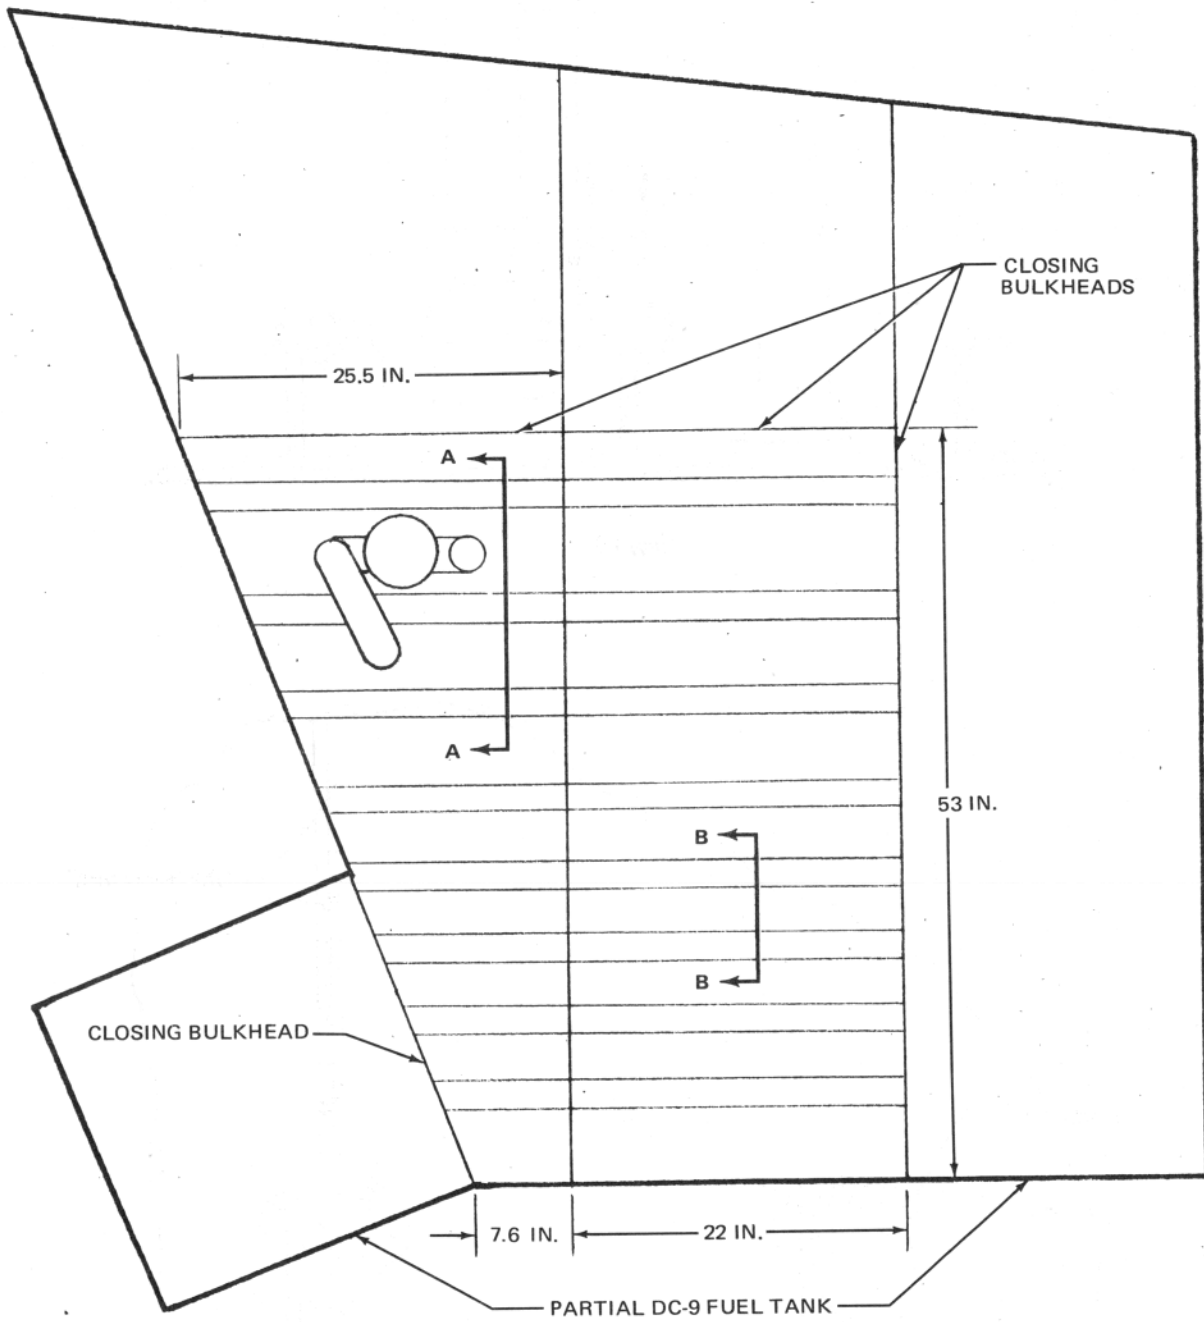 CLOSING
BULKHEADS
25.5 IN.
A
A
53 IN.
B
B
CLOSING BULKHEAD
7.6 IN.
22 IN.
PARTIAL DC-9 FUEL TANK